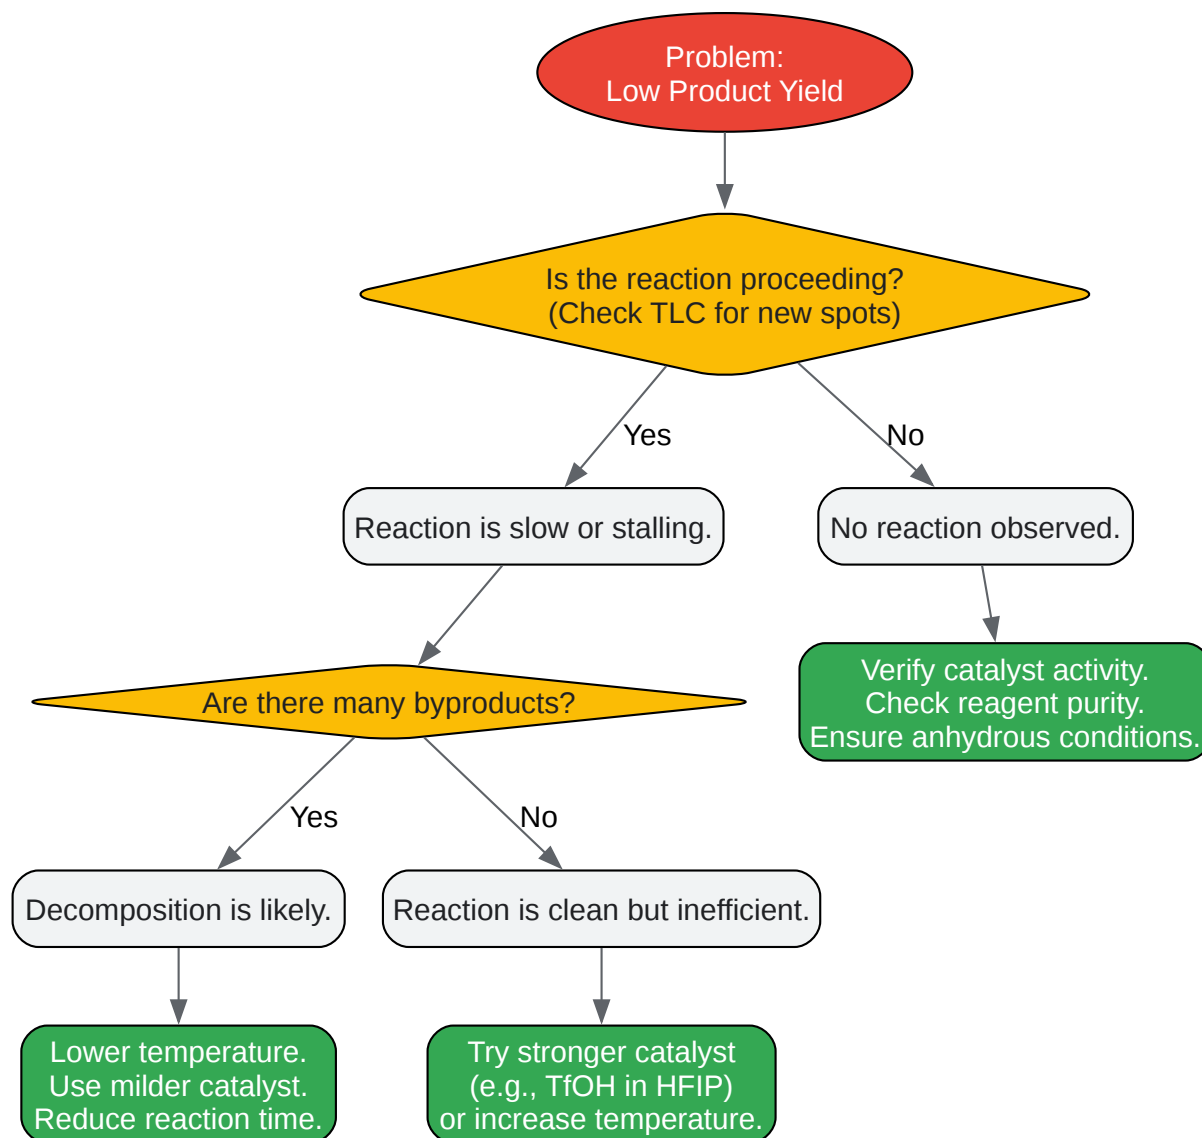 Problem:
Low Product Yield
Is the reaction proceeding?
(Check TLC for new spots)
Yes
No
Reaction is slow or stalling.
No reaction observed.
Are there many byproducts?
Verify catalyst activity.
Check reagent purity.
Ensure anhydrous conditions.
Yes
No
Decomposition is likely.
Reaction is clean but inefficient.
Lower temperature.
Use milder catalyst.
Reduce reaction time.
Try stronger catalyst
(e.g., TfOH in HFIP)
or increase temperature.